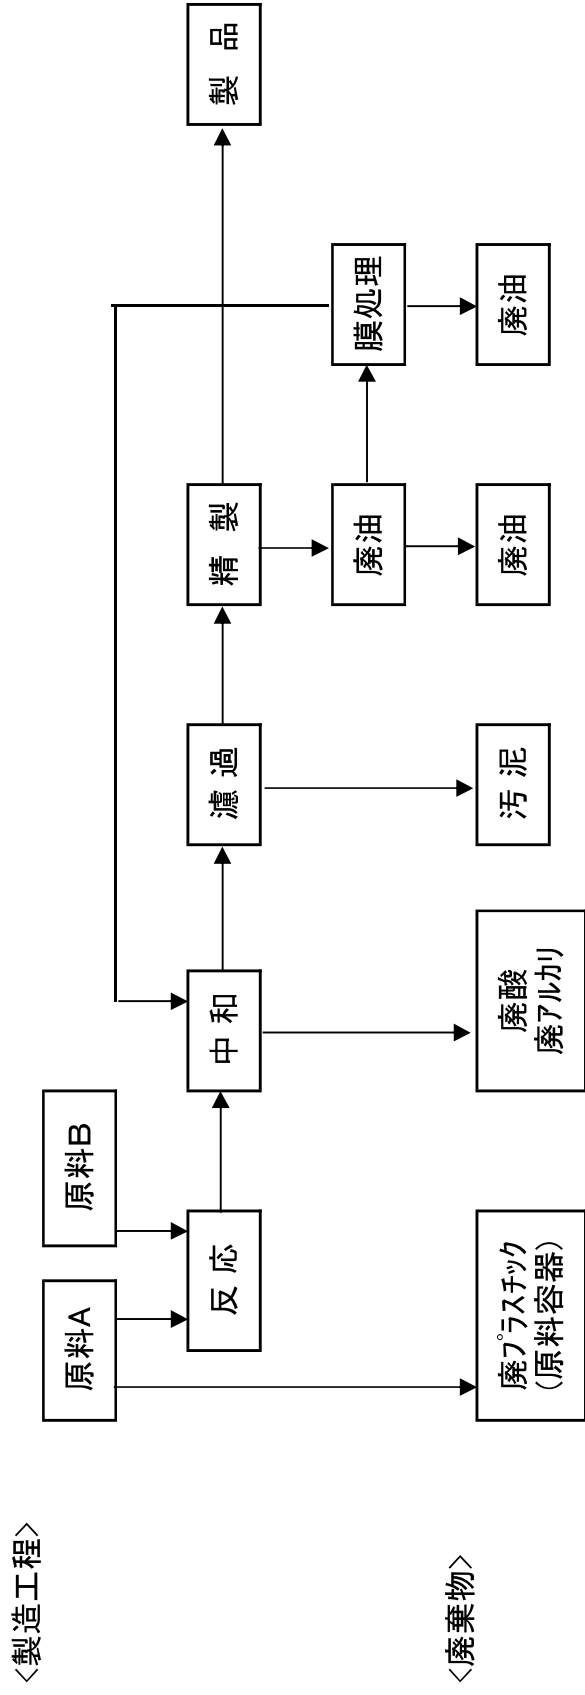 <製造工程>
原料A
原料B
反応
中和
濾過
精製
製品
廃油
膜処理
<廃棄物>
廃プラスチック
(原料容器)
廃酸
廃アルカリ
汚泥
廃油
廃油